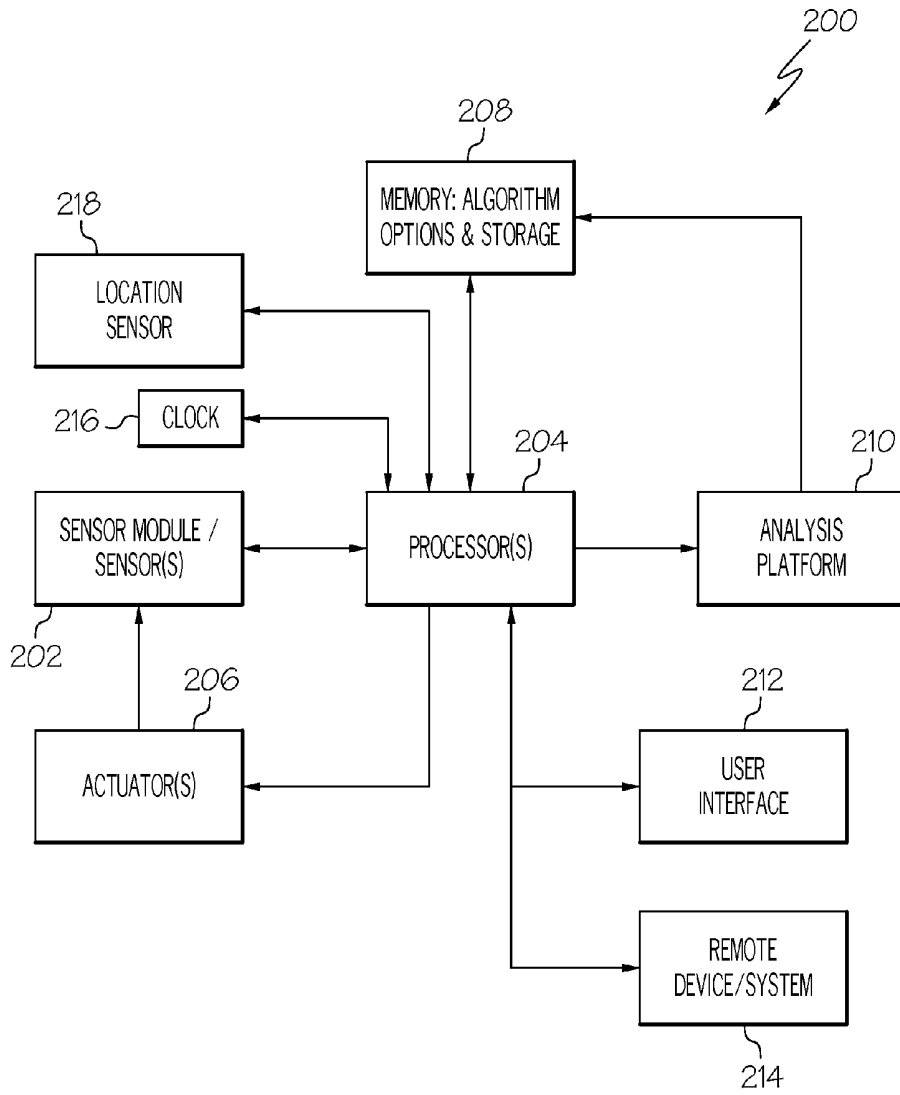 200
208
MEMORY: ALGORITHM
OPTIONS & STORAGE
218
LOCATION
SENSOR
216
CLOCK
204
PROCESSOR(S)
210
ANALYSIS
PLATFORM
SENSOR MODULE /
SENSOR(S)
202
206
ACTUATOR(S)
212
USER
INTERFACE
REMOTE
DEVICE/SYSTEM
214